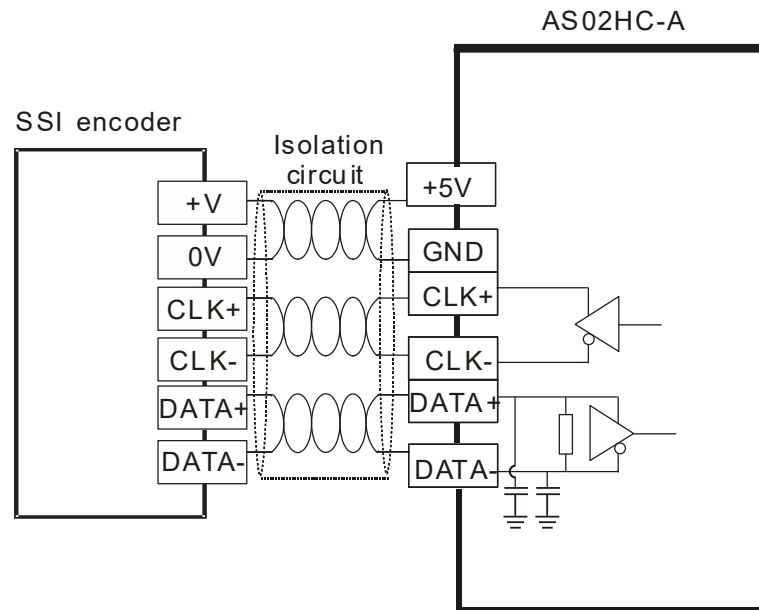 AS02HC-A
SSI encoder
Isolation
circuit
+V
+5V
0V
GND
CLK+
CLK+
CLK-
CLK-
DATA+
DATA+
DATA-
DATA-